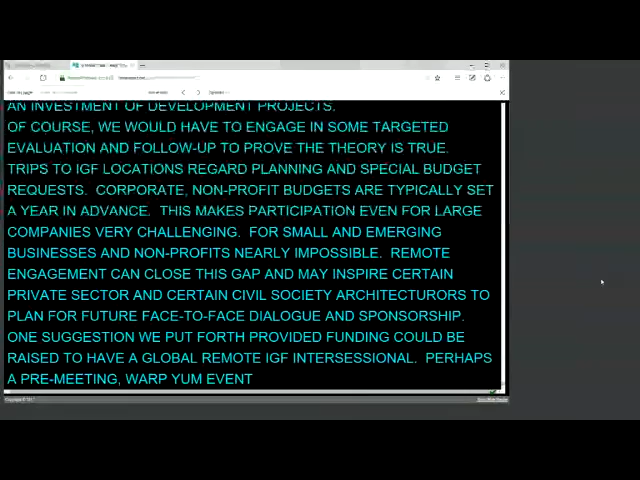 AN INVESTMENT OF DEVELOPMENT PROJECTS.
OF COURSE, WE WOULD HAVE TO ENGAGE IN SOME TARGETED
EVALUATION AND FOLLOW-UP TO PROVE THE THEORY IS TRUE.
TRIPS TO IGF LOCATIONS REGARD PLANNING AND SPECIAL BUDGET
REQUESTS.  CORPORATE, NON-PROFIT BUDGETS ARE TYPICALLY SET
A YEAR IN ADVANCE.  THIS MAKES PARTICIPATION EVEN FOR LARGE
COMPANIES VERY CHALLENGING.  FOR SMALL AND EMERGING
BUSINESSES AND NON-PROFITS NEARLY IMPOSSIBLE.  REMOTE
ENGAGEMENT CAN CLOSE THIS GAP AND MAY INSPIRE CERTAIN
PRIVATE SECTOR AND CERTAIN CIVIL SOCIETY ARCHITECTURORS TO
PLAN FOR FUTURE FACE-TO-FACE DIALOGUE AND SPONSORSHIP.
ONE SUGGESTION WE PUT FORTH PROVIDED FUNDING COULD BE
RAISED TO HAVE A GLOBAL REMOTE IGF INTERSESSIONAL.  PERHAPS
A PRE-MEETING, WARP YUM EVENT